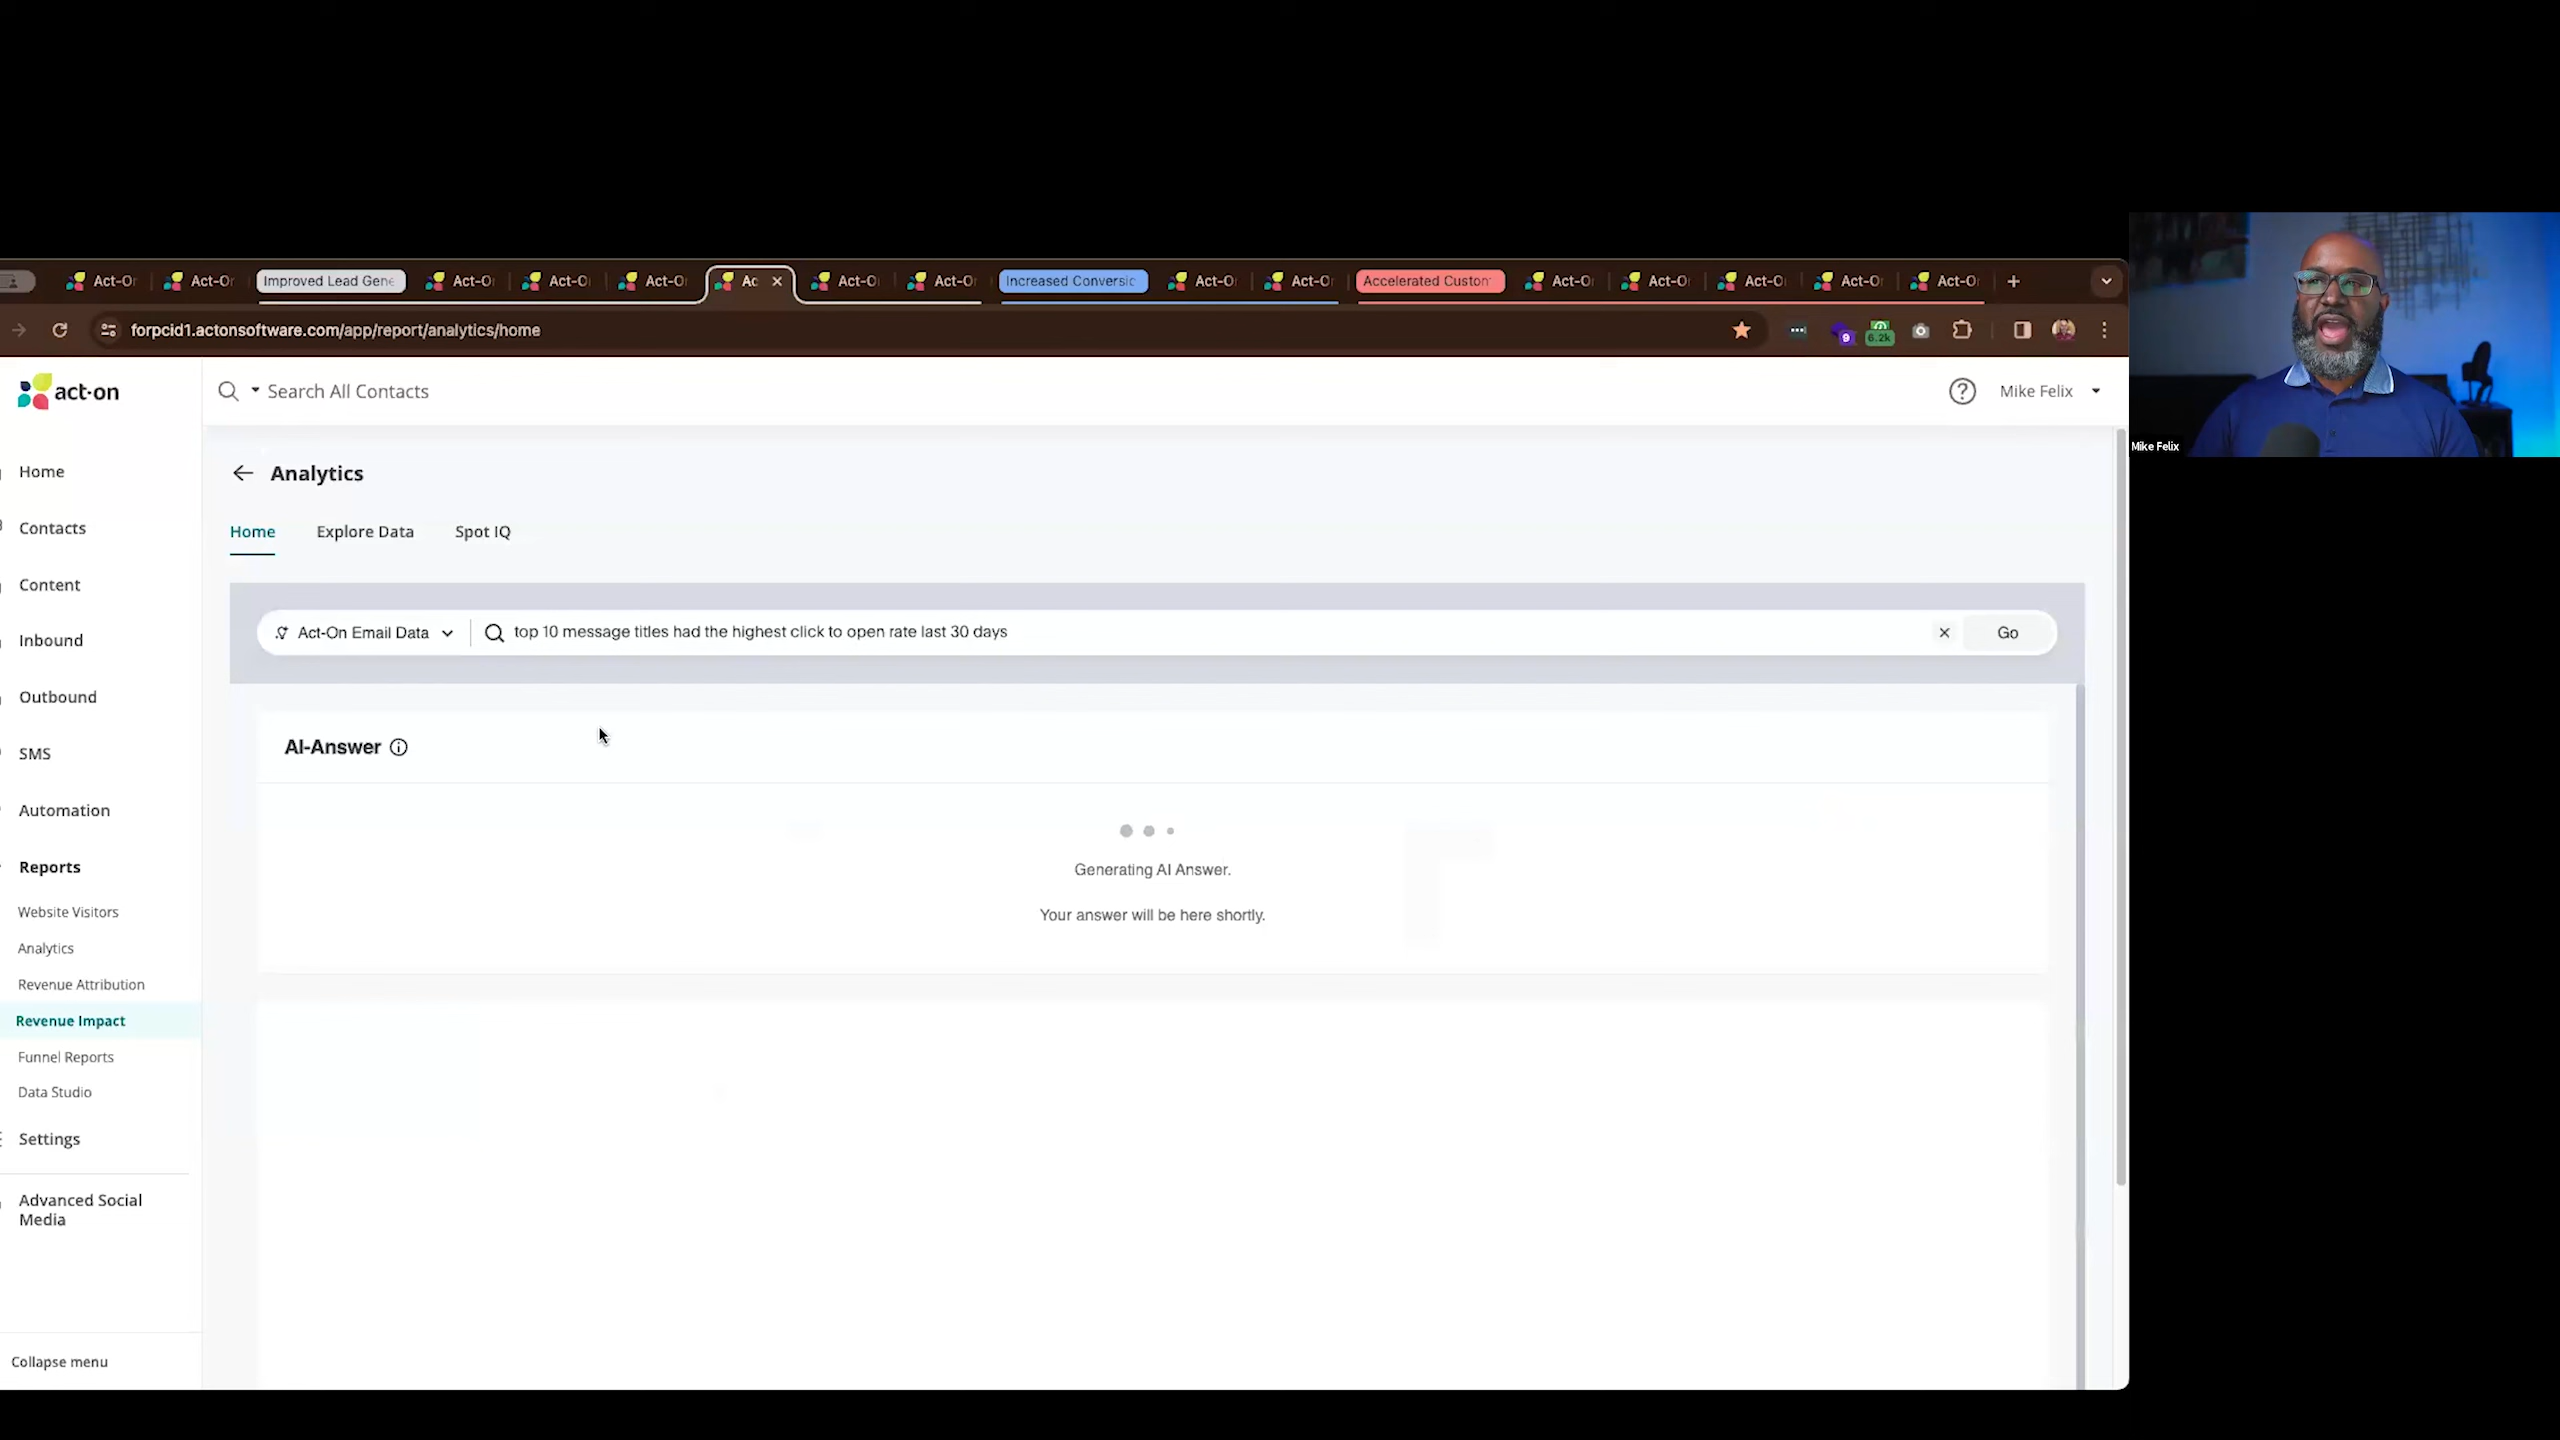 Act-O
Act-O
Improved Lead Gene
Act-O
Act-O
Act-O
Ac
Act-O
Act-O
Increased Conversic
Act-O
Act-O
Accelerated Custom
Act-O
Act-O
Act-O
Act-O
Act-O
forpcid1.actonsoftware.com/app/report/analytics/home
9
6.2k
act-on
Search All Contacts
Mike Felix
Mike Felix
Home
Contacts
Content
Inbound
Outbound
SMS
Automation
Reports
Website Visitors
Analytics
Revenue Attribution
Revenue Impact
Funnel Reports
Data Studio
Settings
Advanced Social
Media
Collapse menu
Analytics
Home Explore Data Spot IQ
Act-On Email Data top 10 message titles had the highest click to open rate last 30 days Go
AI-Answer
Generating AI Answer.
Your answer will be here shortly.